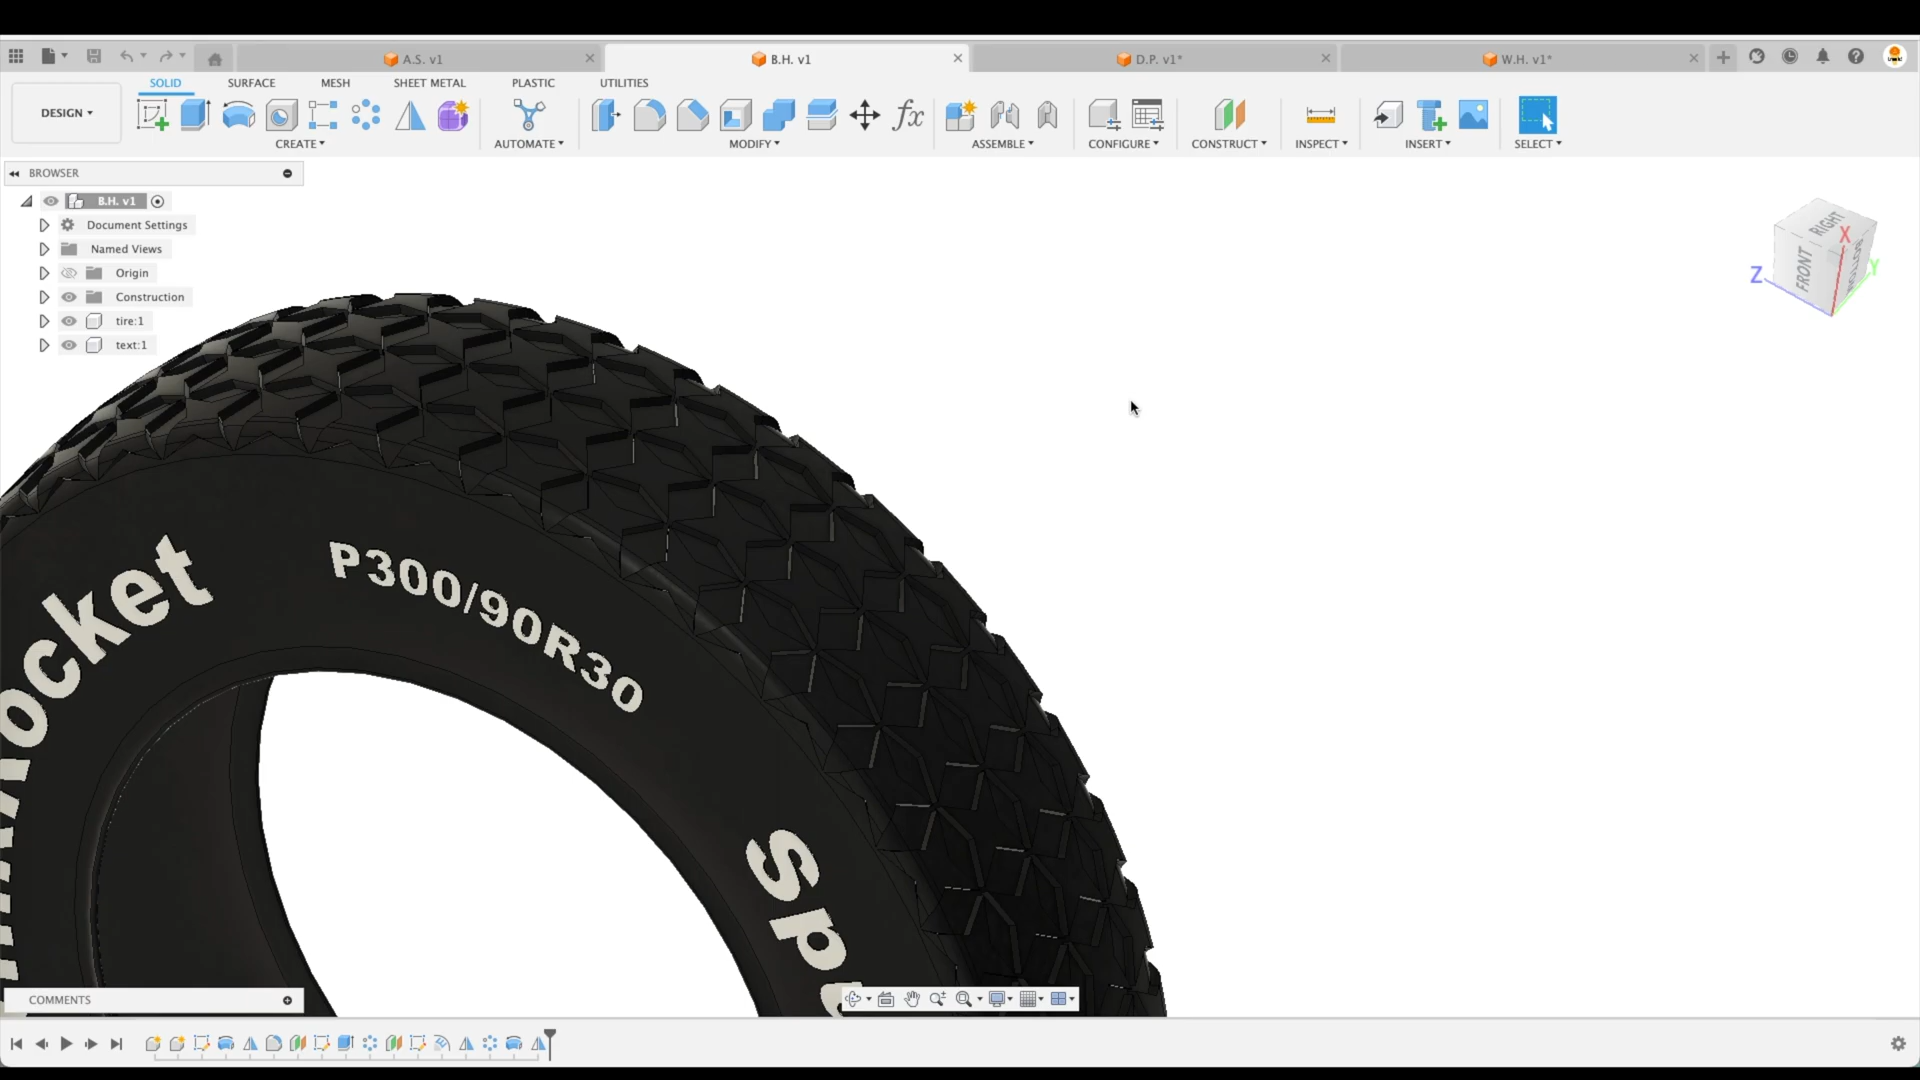 A.S. v1
B.H. v1
D.P. v1*
W.H. v1*
SOLID
SURFACE
MESH
SHEET METAL
PLASTIC
UTILITIES
DESIGN
CREATE
AUTOMATE
MODIFY
ASSEMBLE
CONFIGURE
CONSTRUCT
INSPECT
INSERT
SELECT
fx
BROWSER
B.H. v1
Document Settings
Named Views
Origin
Construction
tire:1
text:1
RIGHT
FRONT
BOTTOM
X
Y
Z
ocket
P300/90R30
Sp
COMMENTS